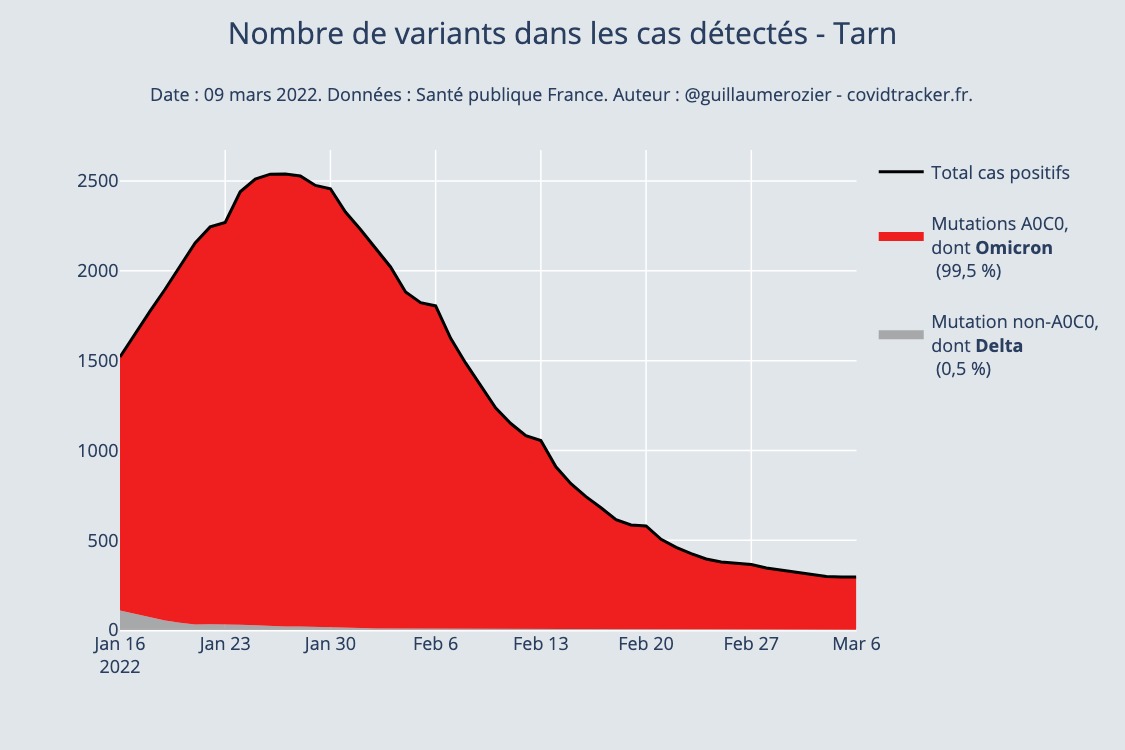 Nombre de variants dans les cas détectés - Tarn
Date : 09 mars 2022. Données : Santé publique France. Auteur : @guillaumerozier - covidtracker.fr.
2500
2000
1500
1000
500
0
Jan 16
2022
Jan 23
Jan 30
Feb 6
Feb 13
Feb 20
Feb 27
Mar 6
Total cas positifs
Mutations A0C0,
dont Omicron
(99,5 %)
Mutation non-A0C0,
dont Delta
(0,5 %)